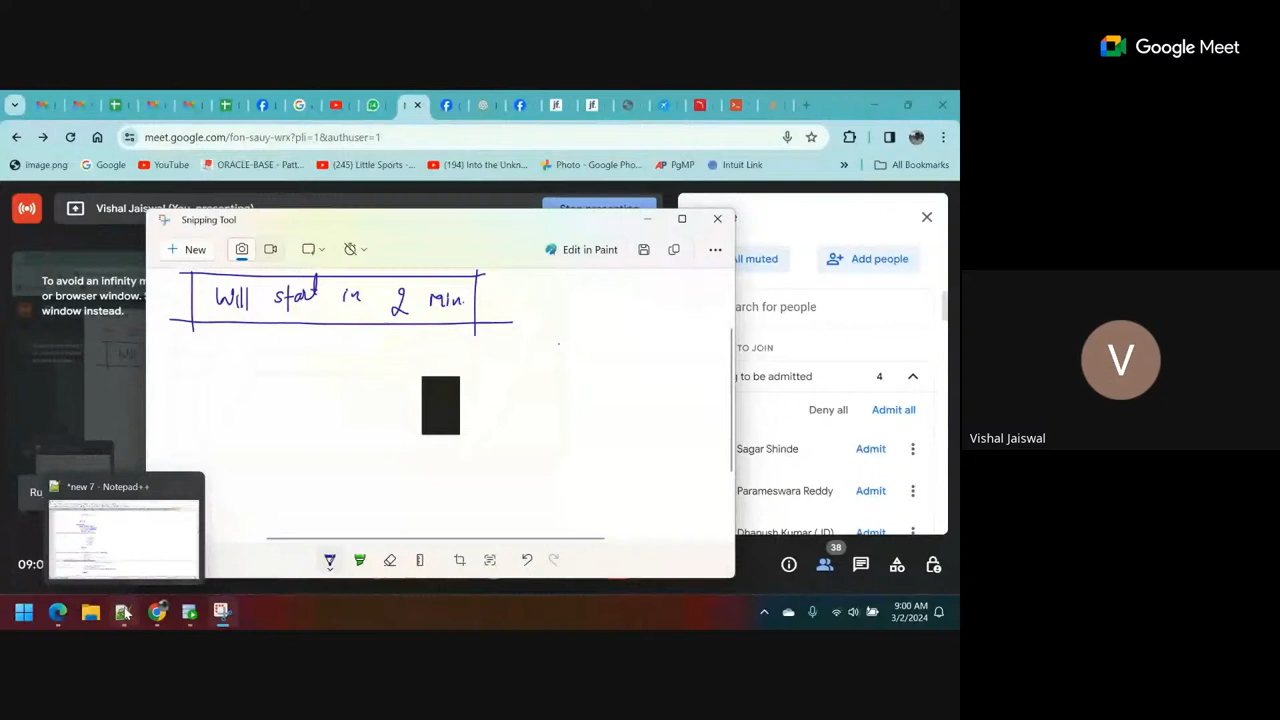 Google Meet
meet.google.com/fon-sauy-wrx?pli=1&authuser=1
Image.png
Google
YouTube
ORACLE-BASE - Patt...
(245) Little Sports -...
(194) Into the Unkn...
Photo - Google Pho...
PgMP
Intuit Link
All Bookmarks
Vishal Jaiswal (You, presenting)
Stop presenting
Snipping Tool
New
Edit in Paint
To avoid an infinity m
or browser window. S
window instead.
Will start in 2 min.
All muted
Add people
ch for people
TO JOIN
g to be admitted 4
Deny all Admit all
Sagar Shinde Admit
Parameswara Reddy Admit
Dhanush Kumar (JD) Admit
Vishal Jaiswal
V
*new 7 - Notepad++
Ru
09:0
38
9:00 AM
3/2/2024